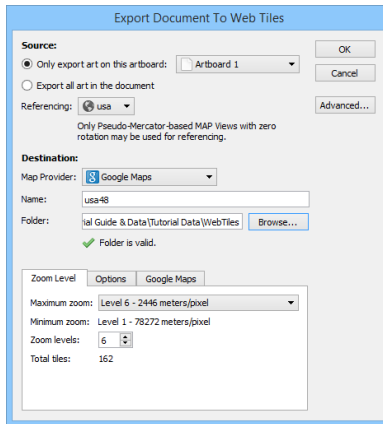 Export Document To Web Tiles
Source:
Only export art on this artboard: Artboard 1
Export all art in the document
Referencing: usa
Only Pseudo-Mercator-based MAP Views with zero
rotation may be used for referencing.
OK
Cancel
Advanced...
Destination:
Map Provider: Google Maps
Name: usa48
Folder: ial Guide & Data\Tutorial Data\WebTiles Browse...
Folder is valid.
Zoom Level Options Google Maps
Maximum zoom: Level 6 - 2446 meters/pixel
Minimum zoom: Level 1 - 78272 meters/pixel
Zoom levels: 6
Total tiles: 162